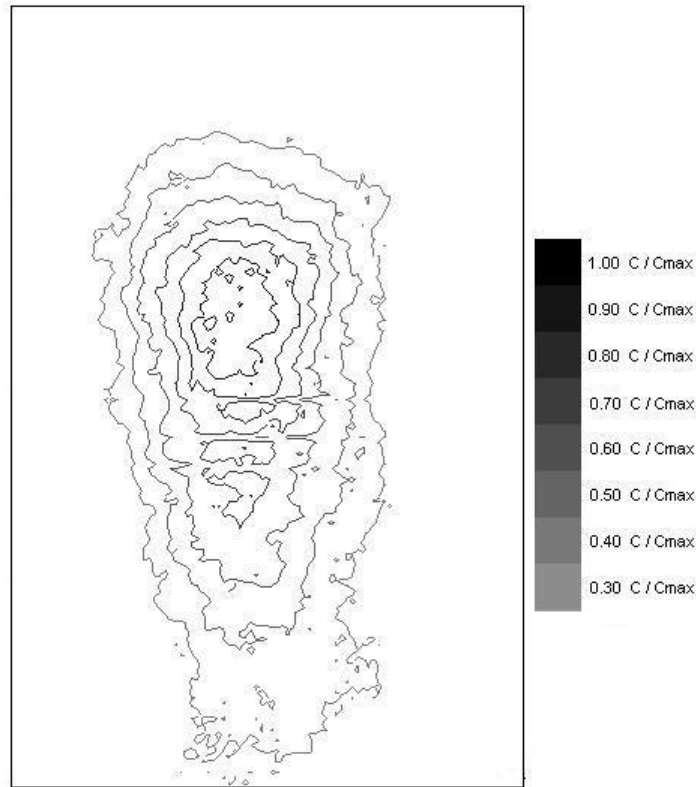 1.00 C / Cmax
0.90 C / Cmax
0.80 C / Cmax
0.70 C / Cmax
0.60 C / Cmax
0.50 C / Cmax
0.40 C / Cmax
0.30 C / Cmax